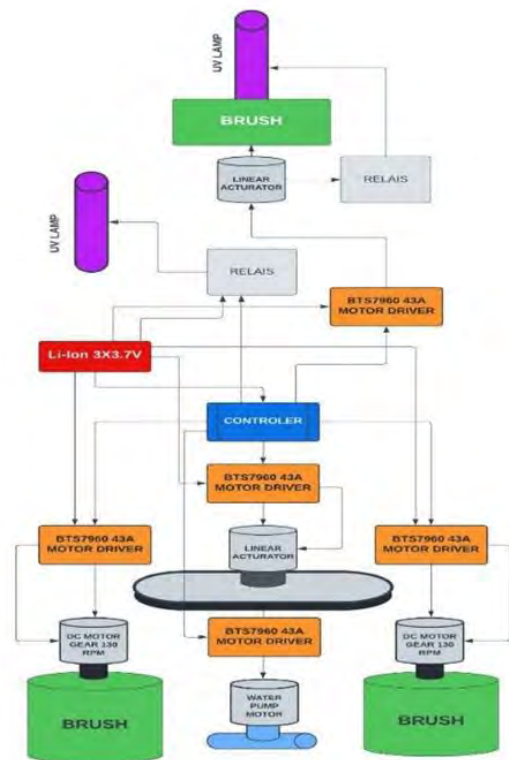 UV LAMP
BRUSH
LINEAR
ACTURATOR
RELAIS
UV LAMP
RELAIS
BTS7960 43A
MOTOR DRIVER
Li-Ion 3X3.7V
CONTROLER
BTS7960 43A
MOTOR DRIVER
BTS7960 43A
MOTOR DRIVER
LINEAR
ACTURATOR
BTS7960 43A
MOTOR DRIVER
DC MOTOR
GEAR 130
RPM
BTS7960 43A
MOTOR DRIVER
DC MOTOR
GEAR 130
RPM
BRUSH
WATER
PUMP
MOTOR
BRUSH